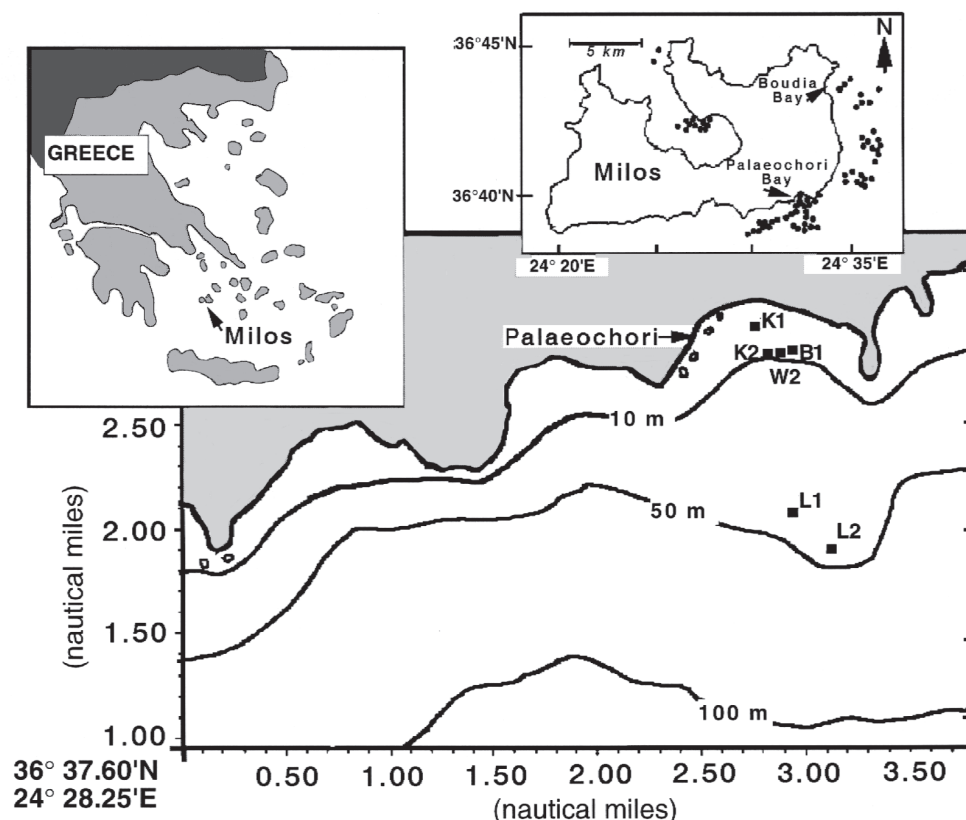 GREECE
Milos
36°45'N
5 km
N
Boudia
Bay
Milos
Palaeochori
Bay
36°40'N
24° 20'E
24° 35'E
Palaeochori
K1
K2
B1
W2
10 m
50 m
L1
L2
100 m
2.50
2.00
1.50
1.00
(nautical miles)
36° 37.60'N
24° 28.25'E
0.50
1.00
1.50
2.00
2.50
3.00
3.50
(nautical miles)